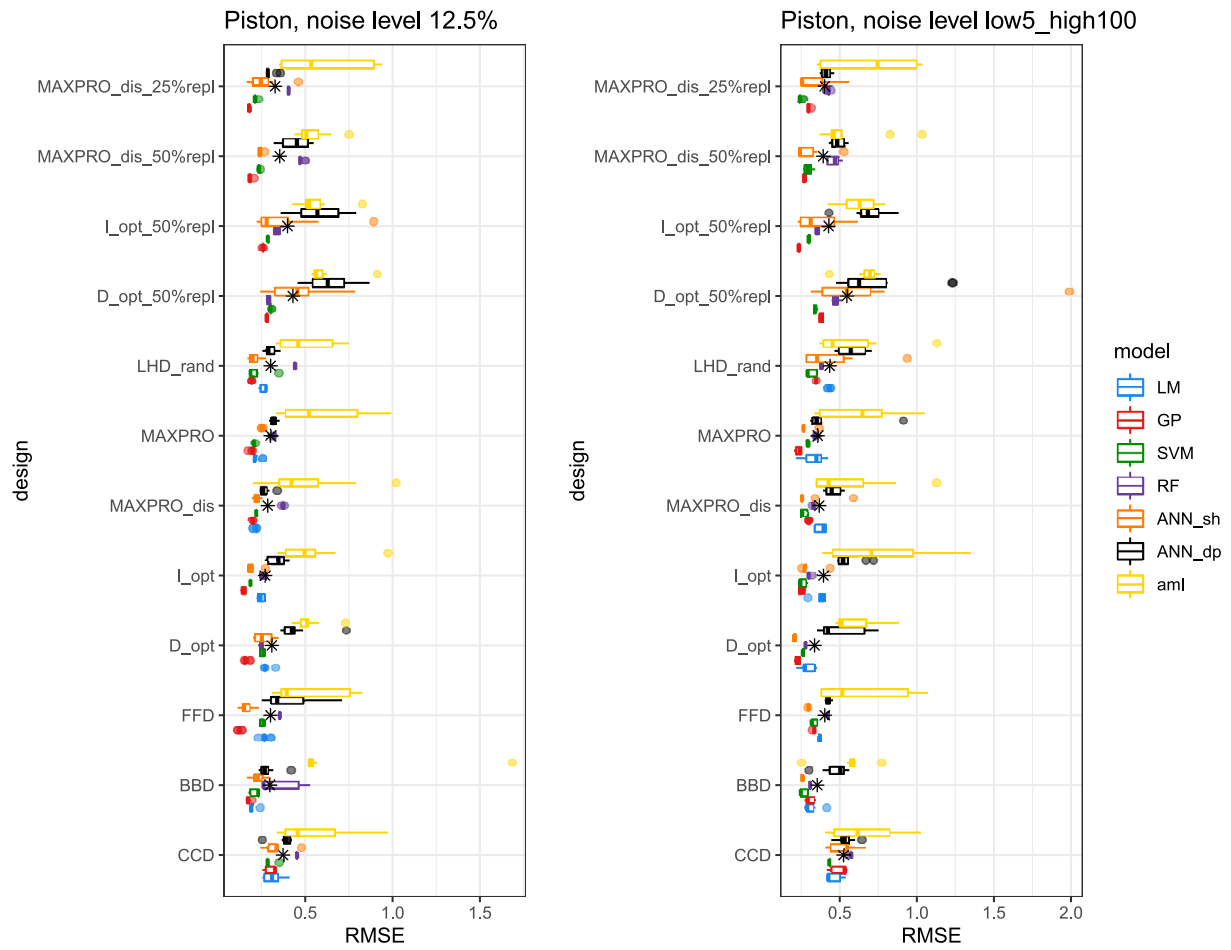 Piston, noise level 12.5%
design
MAXPRO_dis_25%repl
MAXPRO_dis_50%repl
I_opt_50%repl
D_opt_50%repl
LHD_rand
MAXPRO
MAXPRO_dis
I_opt
D_opt
FFD
BBD
CCD
0.5
1.0
1.5
RMSE
Piston, noise level low5_high100
design
MAXPRO_dis_25%repl
MAXPRO_dis_50%repl
I_opt_50%repl
D_opt_50%repl
LHD_rand
MAXPRO
MAXPRO_dis
I_opt
D_opt
FFD
BBD
CCD
0.5
1.0
1.5
2.0
RMSE
model
LM
GP
SVM
RF
ANN_sh
ANN_dp
aml